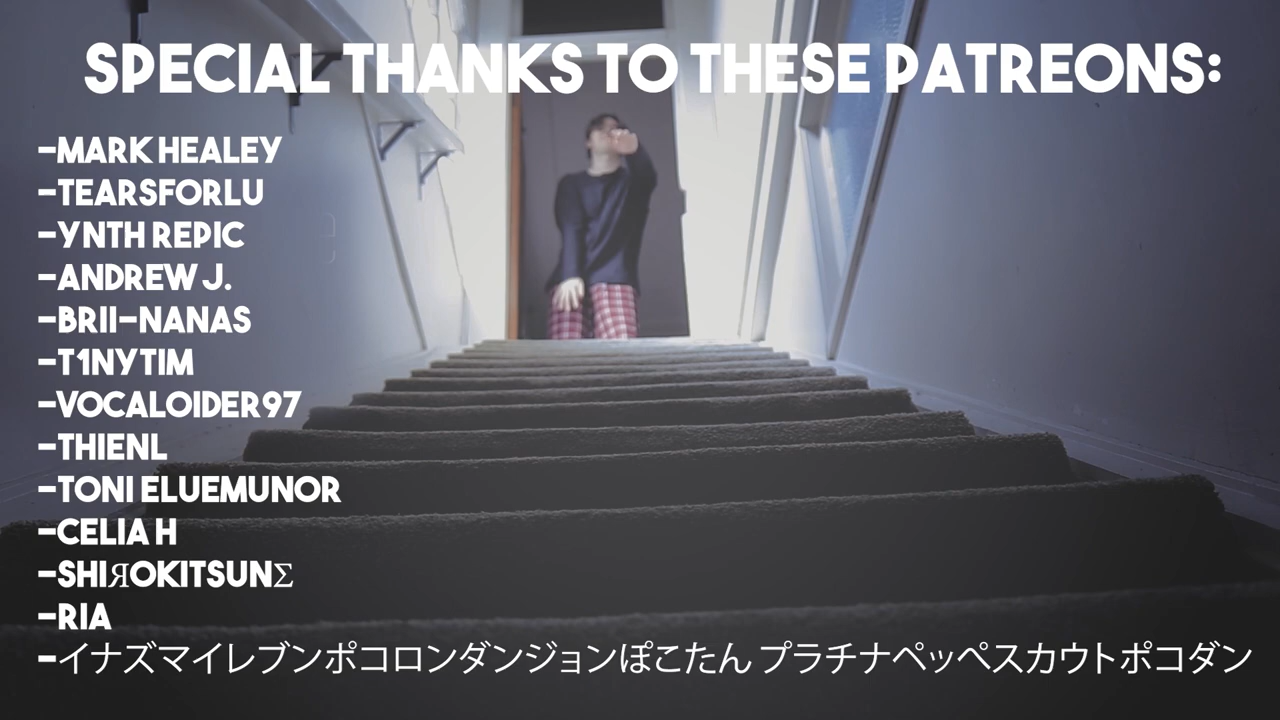 SPECIAL THANKS TO THESE PATREONS:
-MARK HEALEY
-TEARSFORLU
-YNTH REPIC
-ANDREW J.
-BRII-NANAS
-T1NYTIM
-VOCALOIDER97
-THIENL
-TONI ELUEMUNOR
-CELIA H
-SHIЯOKITSUNΣ
-RIA
-イナズマイレブンポコロンダンジョンぽこたん プラチナペッペスカウトポコダン